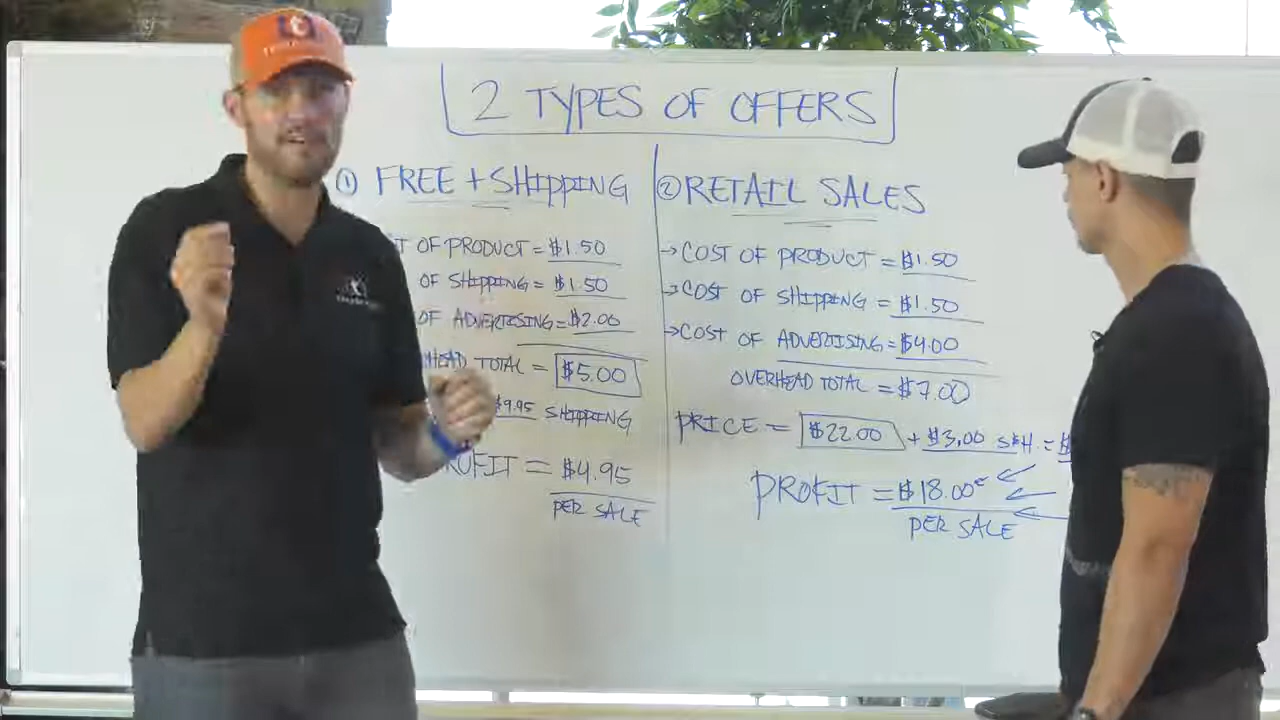 2 TYPES OF OFFERS
① FREE + SHIPPING
OF PRODUCT = $1.50
OF SHIPPING = $1.50
OF ADVERTISING = $2.00
TOTAL = $5.00
$9.95 SHIPPING
= $4.95
PER SALE
② RETAIL SALES
→ COST OF PRODUCT = $1.50
→ COST OF SHIPPING = $1.50
→ COST OF ADVERTISING = $4.00
OVERHEAD TOTAL = $7.00
PRICE = $22.00 + $3.00 S&H. = $
PROFIT = $18.00
PER SALE